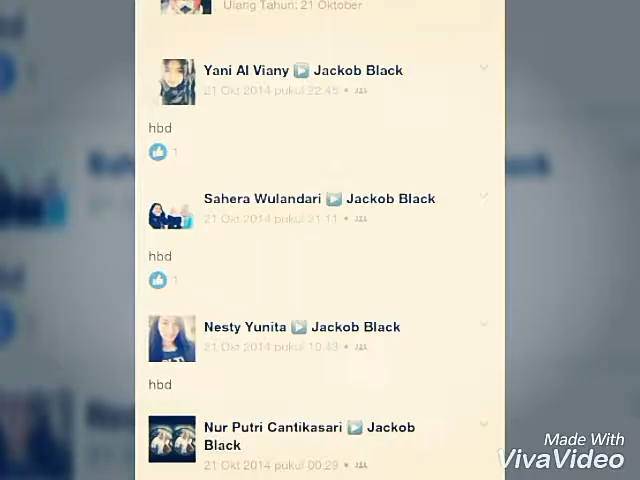 Ulang Tahun: 21 Oktober
Yani Al Viany ▶ Jackob Black
21 Okt 2014 pukul 22.45 •
hbd
1
Sahera Wulandari ▶ Jackob Black
21 Okt 2014 pukul 21.11 •
hbd
1
Nesty Yunita ▶ Jackob Black
21 Okt 2014 pukul 10.43 •
hbd
Nur Putri Cantikasari ▶ Jackob
Black
21 Okt 2014 pukul 00.29 •
Made With
VivaVideo